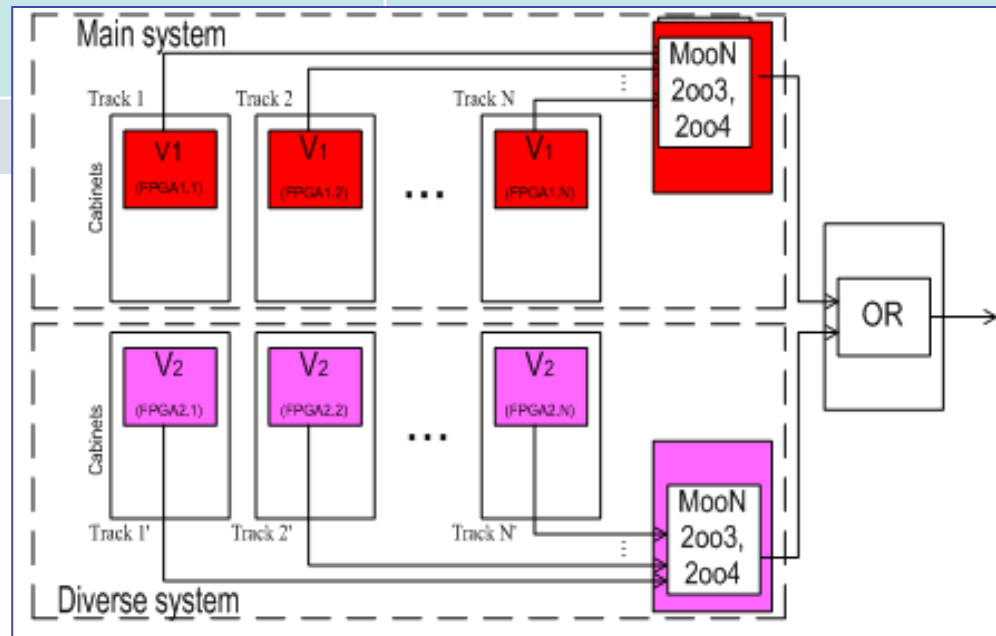 Main system
MooN
2oo3,
2oo4
Track 1
Track 2
Track N
Cabinets
V1
(FPGA1.1)
V1
(FPGA1.2)
...
V1
(FPGA1.N)
OR
Cabinets
V2
(FPGA2.1)
V2
(FPGA2.2)
...
V2
(FPGA2.N)
MooN
2oo3,
2oo4
Track 1'
Track 2'
Track N'
Diverse system